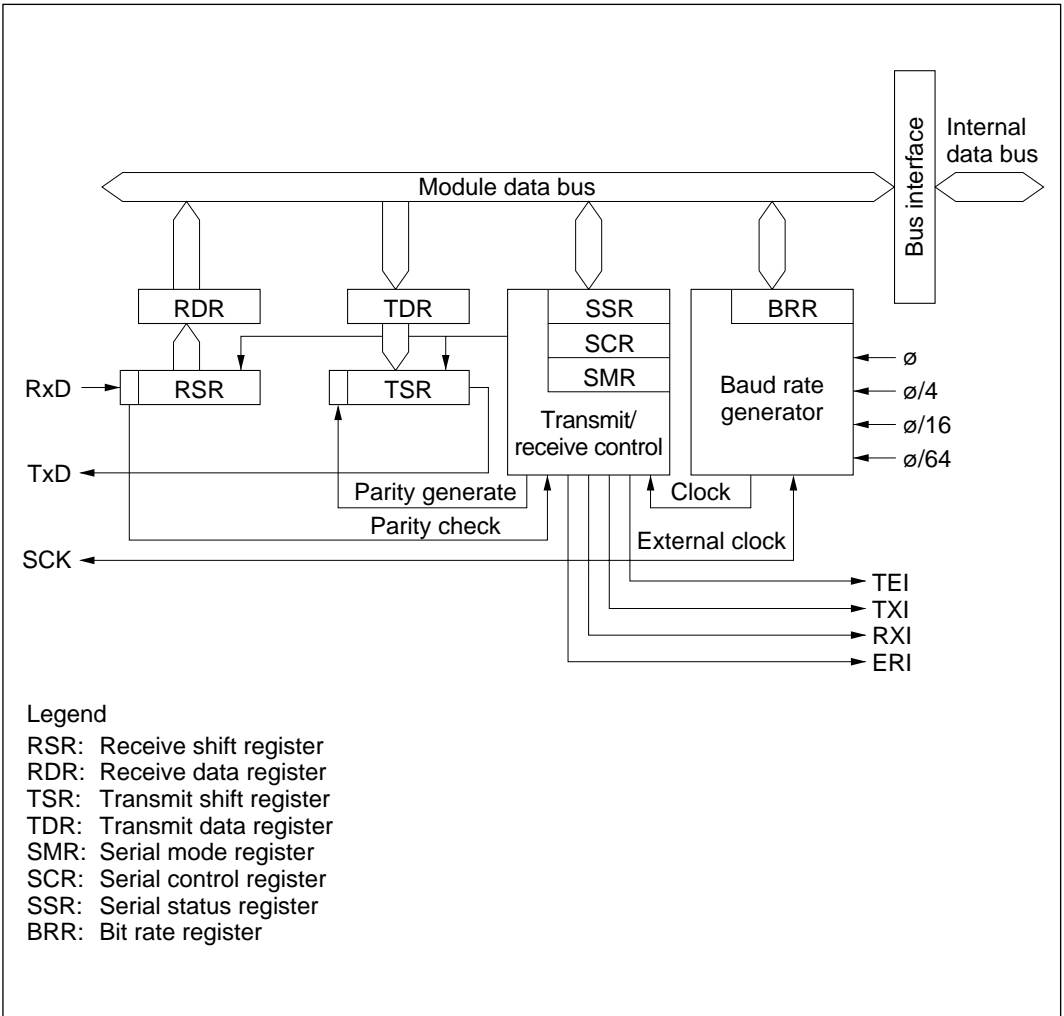 Bus interface
Internal
data bus
Module data bus
RDR
TDR
SSR
BRR
SCR
SMR
RxD
RSR
TSR
Baud rate
generator
ø
ø/4
ø/16
ø/64
Transmit/
receive control
TxD
Parity generate
Clock
Parity check
External clock
SCK
TEI
TXI
RXI
ERI
Legend
RSR: Receive shift register
RDR: Receive data register
TSR: Transmit shift register
TDR: Transmit data register
SMR: Serial mode register
SCR: Serial control register
SSR: Serial status register
BRR: Bit rate register